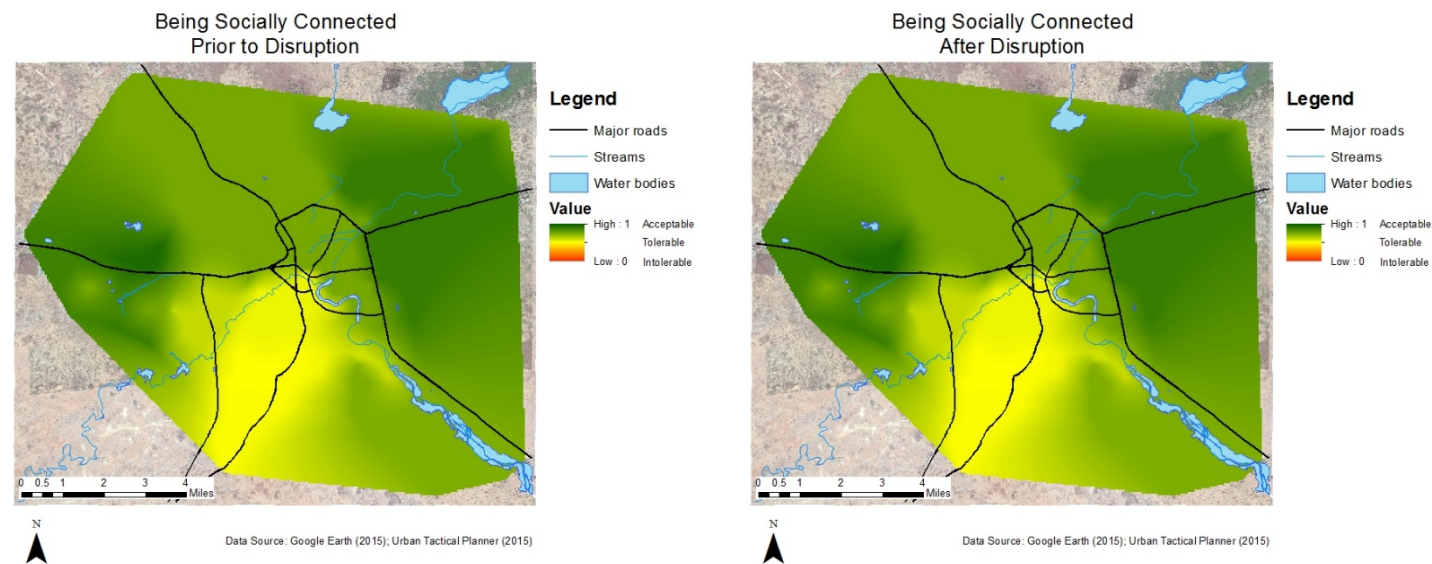 Being Socially Connected
Prior to Disruption
Legend
Major roads
Streams
Water bodies
Value
High : 1 Acceptable
Tolerable
Low : 0 Intolerable
0 0.5 1 2 3 4
Miles
N
Data Source: Google Earth (2015); Urban Tactical Planner (2015)
Being Socially Connected
After Disruption
Legend
Major roads
Streams
Water bodies
Value
High : 1 Acceptable
Tolerable
Low : 0 Intolerable
0 0.5 1 2 3 4
Miles
N
Data Source: Google Earth (2015); Urban Tactical Planner (2015)